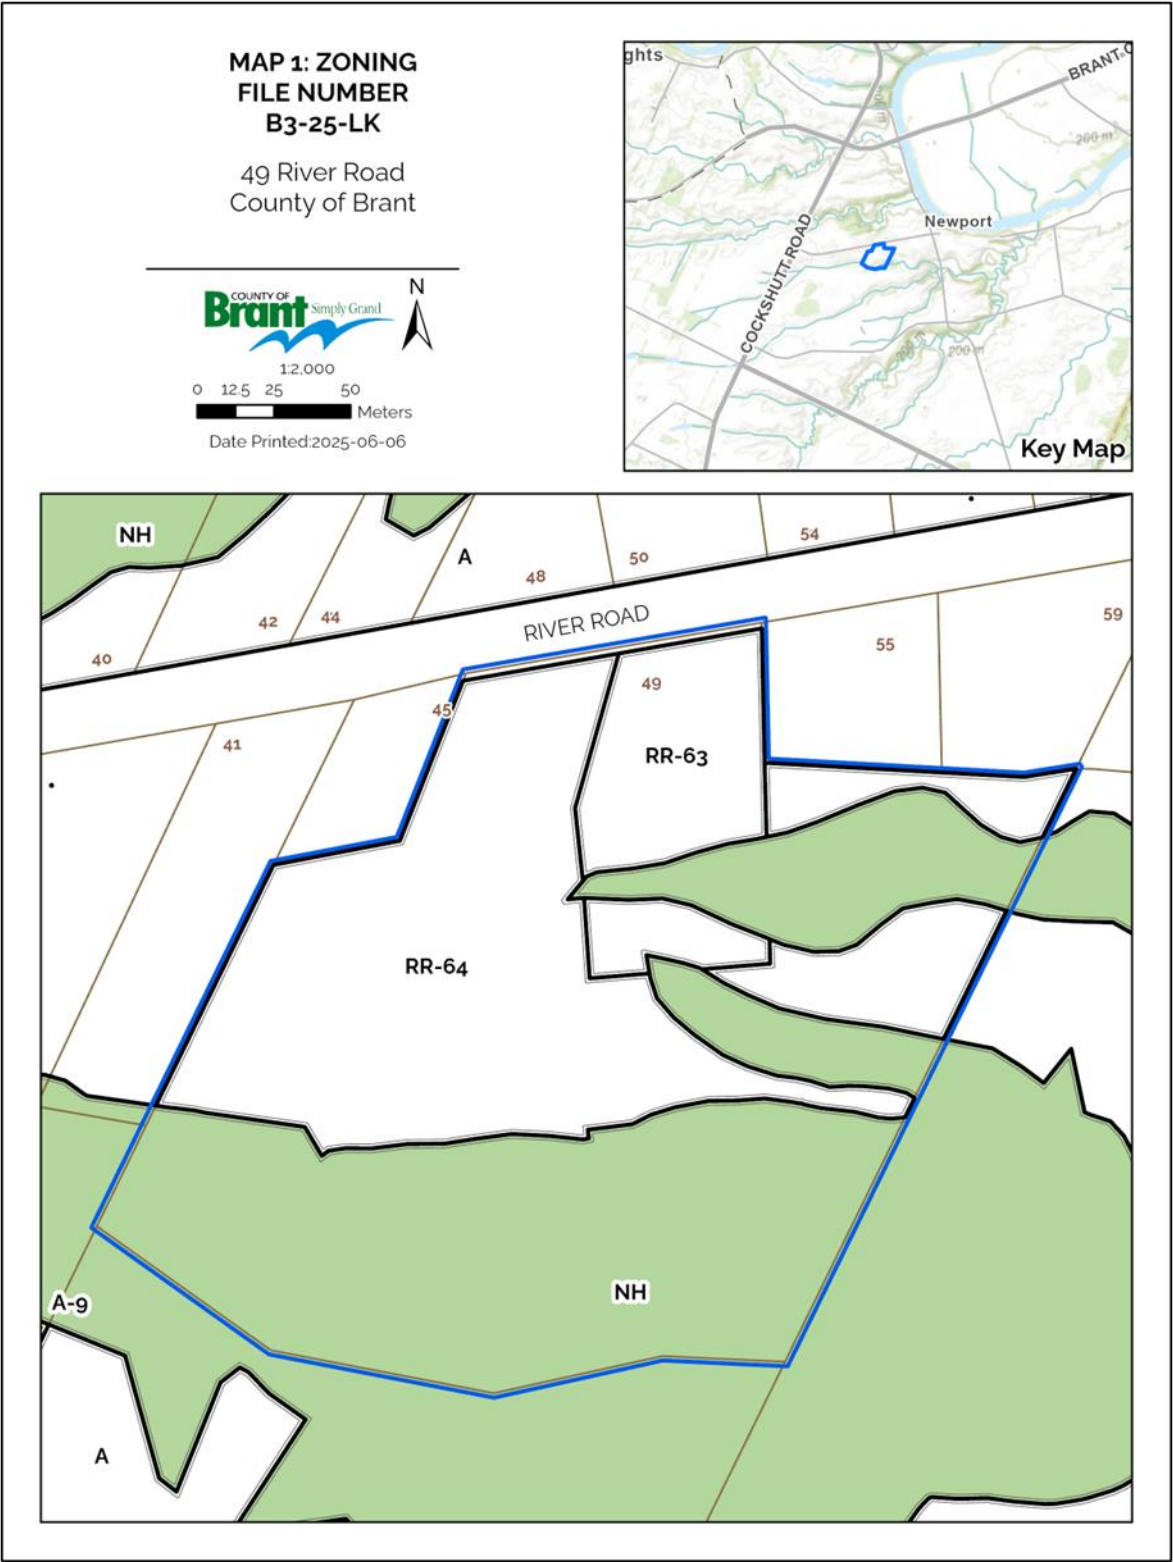 MAP 1: ZONING
FILE NUMBER
B3-25-LK
49 River Road
County of Brant
COUNTY OF
Brant Simply Grand
N
1:2,000
0 12.5 25 50
Meters
Date Printed:2025-06-06
ghts
BRANT
200 m
Newport
COCKSHUTT ROAD
200 m
200 m
Key Map
NH
A
54
50
48
42
44
40
RIVER ROAD
59
55
49
45
41
RR-63
RR-64
NH
A-9
A